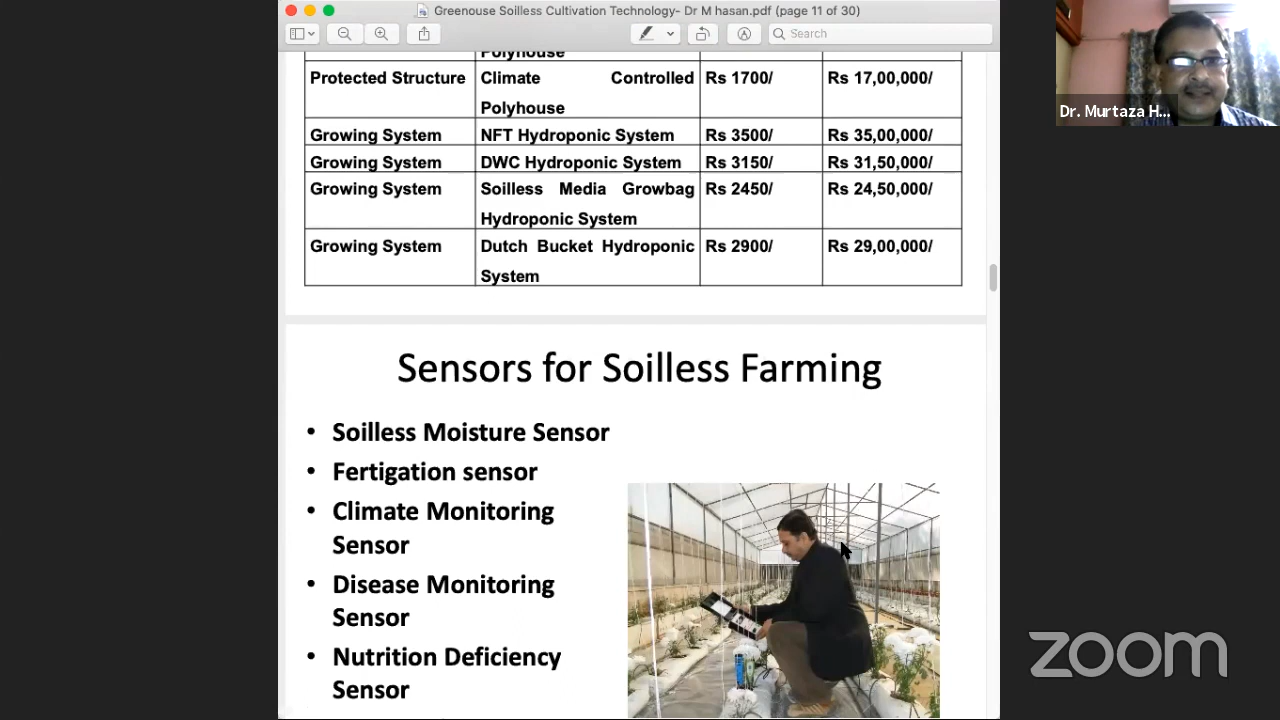 Greenouse Soilless Cultivation Technology- Dr M hasan.pdf (page 11 of 30)
Search
Polyhouse
Protected Structure Climate Controlled Rs 1700/ Rs 17,00,000/
Polyhouse
Growing System NFT Hydroponic System Rs 3500/ Rs 35,00,000/
Growing System DWC Hydroponic System Rs 3150/ Rs 31,50,000/
Growing System Soilless Media Growbag Rs 2450/ Rs 24,50,000/
Hydroponic System
Growing System Dutch Bucket Hydroponic Rs 2900/ Rs 29,00,000/
System
Dr. Murtaza H...
Sensors for Soilless Farming
• Soilless Moisture Sensor
• Fertigation sensor
• Climate Monitoring
Sensor
• Disease Monitoring
Sensor
• Nutrition Deficiency
Sensor
zoom